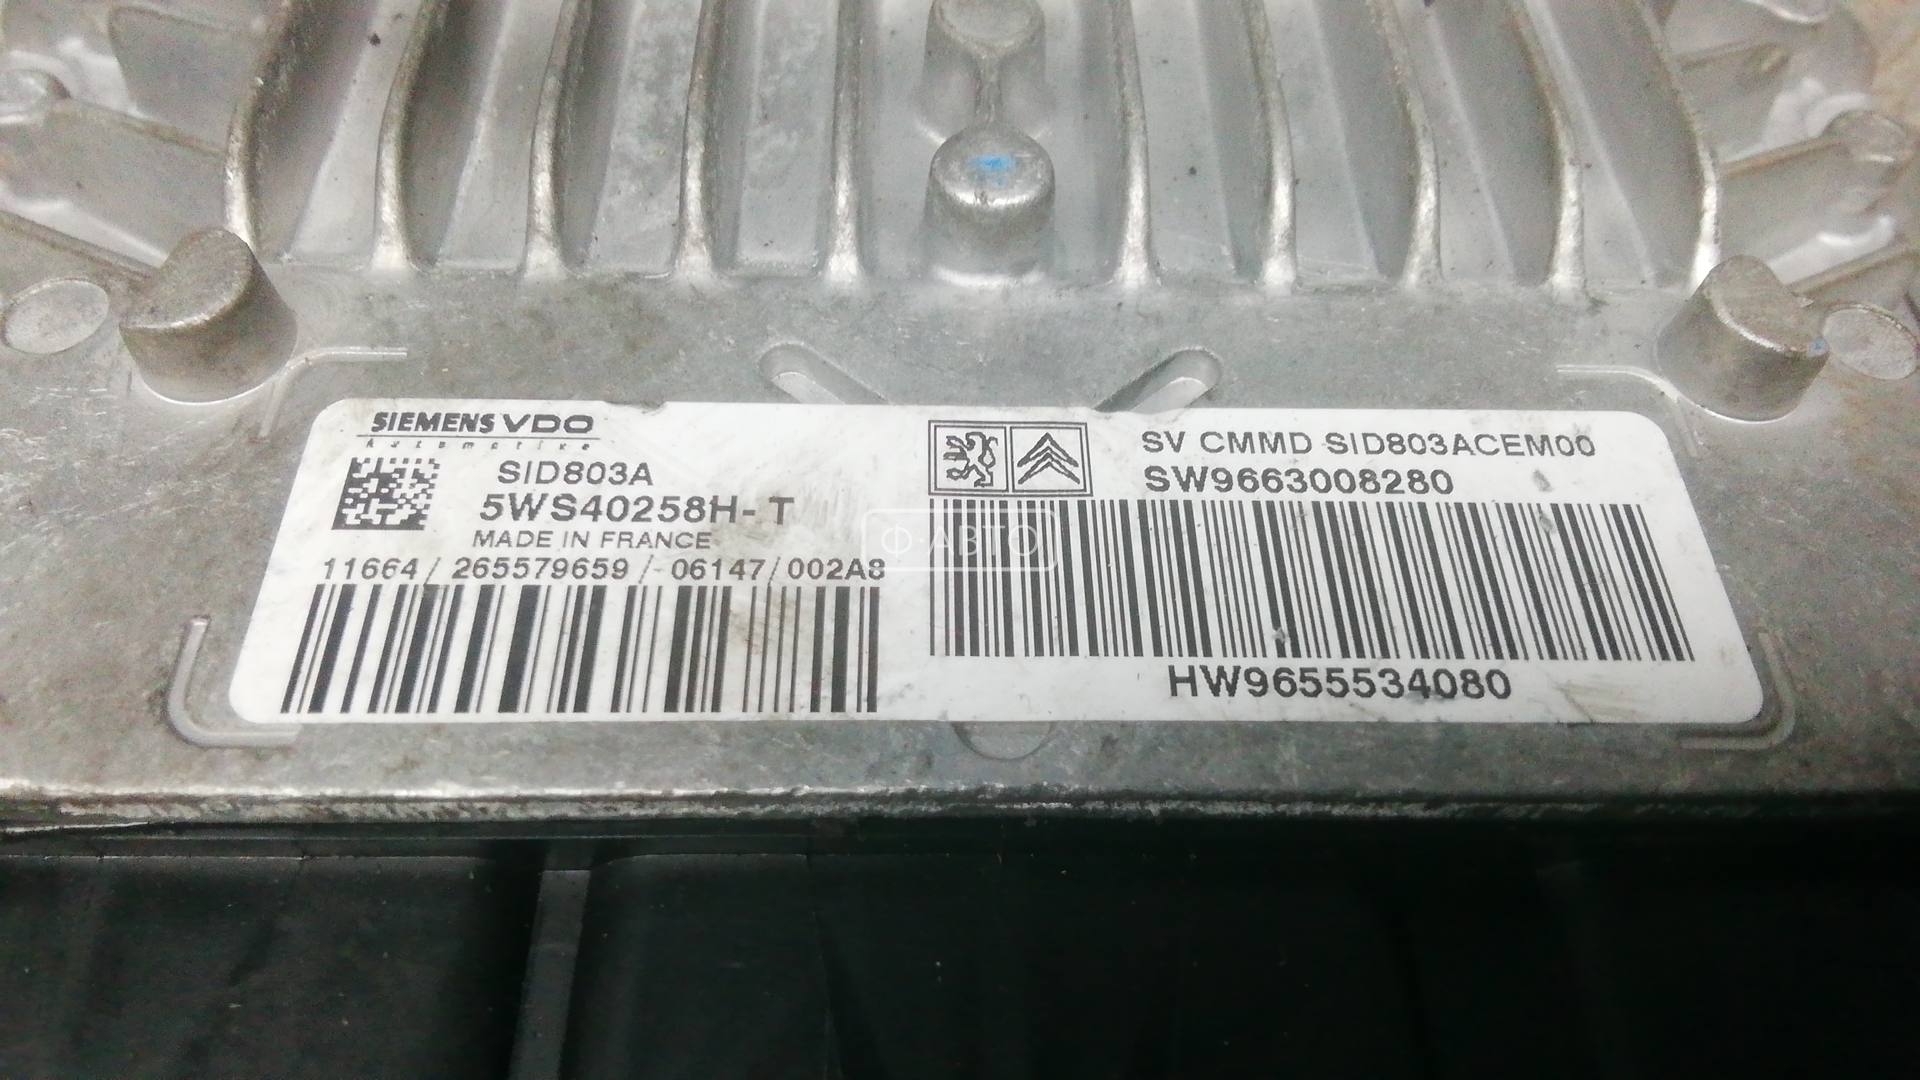 SIEMENS VDO
Automotive
SID803A
5WS40258H-T
MADE IN FRANCE
11664 / 265579659 / 06147 / 002A8
SV CMMD SID803ACEM00
SW9663008280
HW9655534080
Ф·АВТО